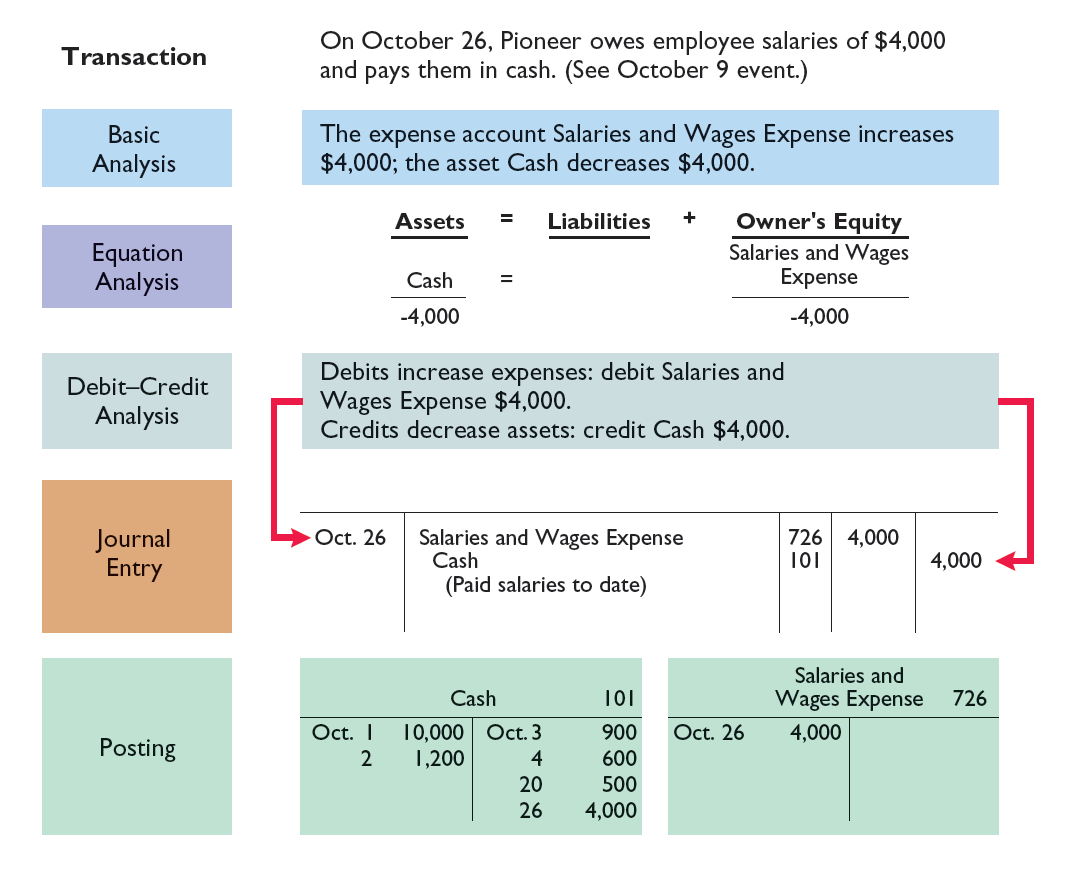 Transaction
On October 26, Pioneer owes employee salaries of $4,000
and pays them in cash. (See October 9 event.)
Basic
Analysis
The expense account Salaries and Wages Expense increases
$4,000; the asset Cash decreases $4,000.
Equation
Analysis
Assets = Liabilities + Owner's Equity
Salaries and Wages
Cash = Expense
-4,000 -4,000
Debit–Credit
Analysis
Debits increase expenses: debit Salaries and
Wages Expense $4,000.
Credits decrease assets: credit Cash $4,000.
Journal
Entry
Oct. 26 Salaries and Wages Expense 726 4,000
Cash 101 4,000
(Paid salaries to date)
Posting
Cash 101
Oct. 1 10,000 Oct. 3 900
2 1,200 4 600
20 500
26 4,000
Salaries and
Wages Expense 726
Oct. 26 4,000